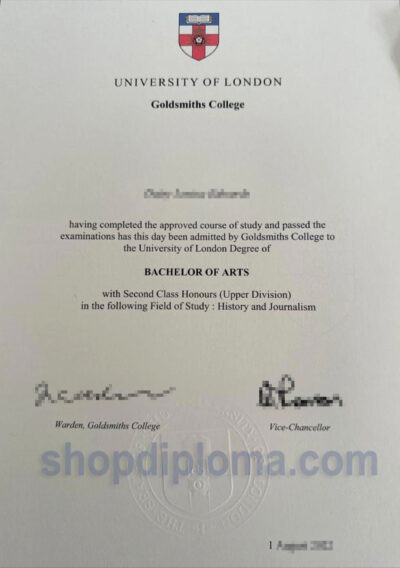 UNIVERSITY OF LONDON
Goldsmiths College
having completed the approved course of study and passed the
examinations has this day been admitted by Goldsmiths College to
the University of London Degree of
BACHELOR OF ARTS
with Second Class Honours (Upper Division)
in the following Field of Study : History and Journalism
Warden, Goldsmiths College
Vice-Chancellor
shopdiploma.com
1